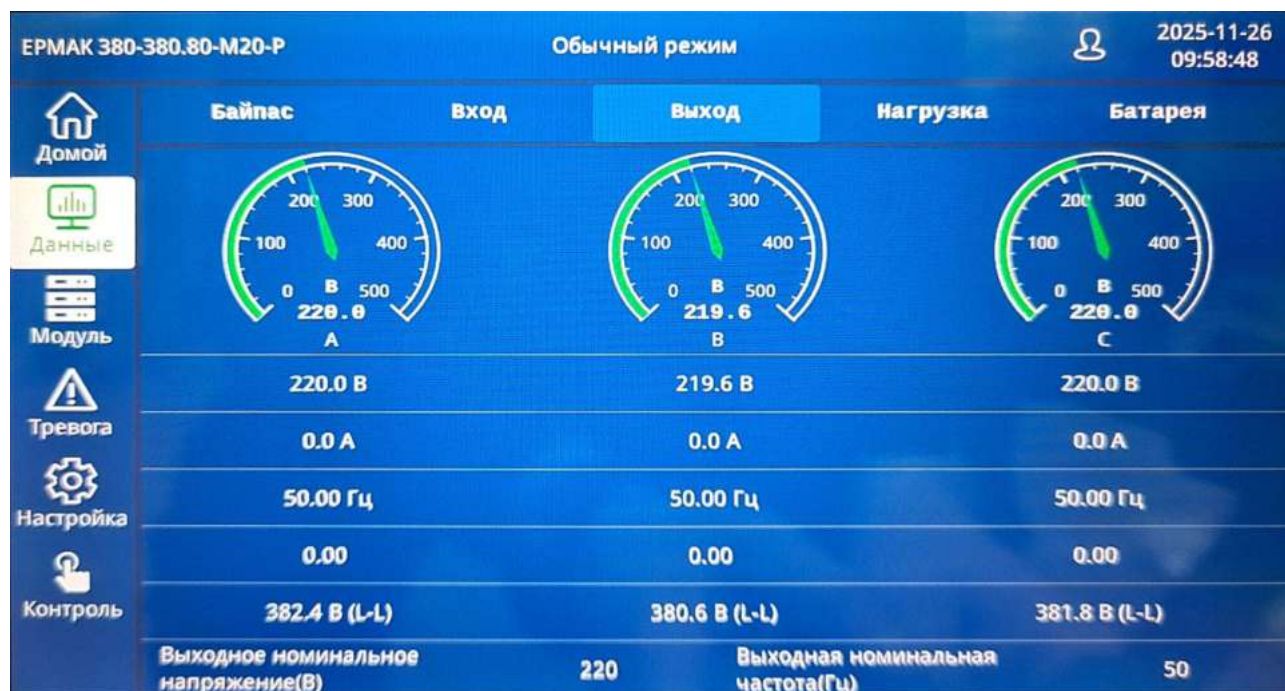 ЕРМАК 380-380.80-М20-Р
Обычный режим
2025-11-26
09:58:48
Домой
Данные
Модуль
Тревога
Настройка
Контроль
Байпас Вход Выход Нагрузка Батарея
200 300 200 300 200 300
100 400 100 400 100 400
0 В 500 0 В 500 0 В 500
220.0 219.6 220.0
A B C
220.0 В 219.6 В 220.0 В
0.0 А 0.0 А 0.0 А
50.00 Гц 50.00 Гц 50.00 Гц
0.00 0.00 0.00
382.4 В (L-L) 380.6 В (L-L) 381.8 В (L-L)
Выходное номинальное
напряжение(В)
220
Выходная номинальная
частота(Гц)
50